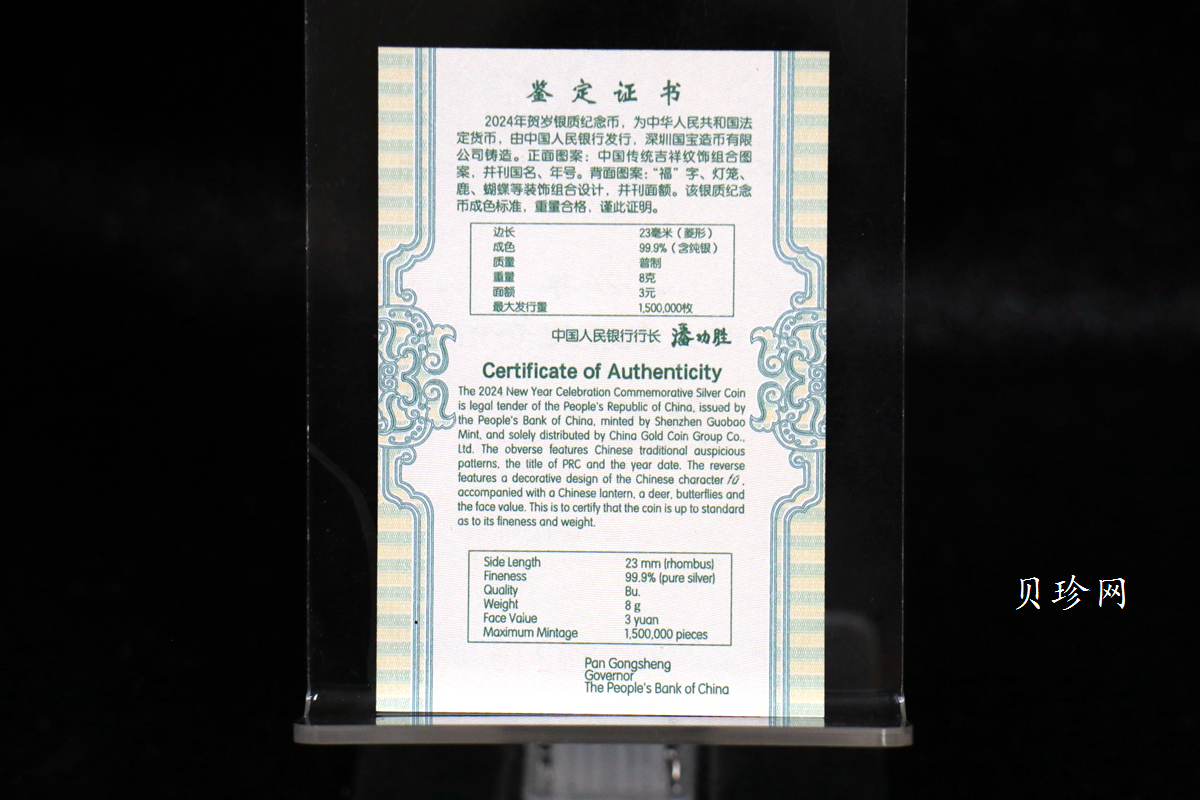 鉴定证书
2024年贺岁银质纪念币，为中华人民共和国法
定货币，由中国人民银行发行，深圳国宝造币有限
公司铸造。正面图案：中国传统吉祥纹饰组合图
案，并刊国名、年号。背面图案：“福”字、灯笼、
鹿、蝴蝶等装饰组合设计，并刊面额。该银质纪念
币成色标准，重量合格，谨此证明。
边长 23毫米（菱形）
成色 99.9%（含纯银）
质量 普制
重量 8克
面额 3元
最大发行量 1,500,000枚
中国人民银行行长 潘功胜
Certificate of Authenticity
The 2024 New Year Celebration Commemorative Silver Coin
is legal tender of the People's Republic of China, issued by
the People's Bank of China, minted by Shenzhen Guobao
Mint, and solely distributed by China Gold Coin Group Co.,
Ltd. The obverse features Chinese traditional auspicious
patterns, the title of PRC and the year date. The reverse
features a decorative design of the Chinese character fú,
accompanied with a Chinese lantern, a deer, butterflies and
the face value. This is to certify that the coin is up to standard
as to its fineness and weight.
Side Length 23 mm (rhombus)
Fineness 99.9% (pure silver)
Quality Bu.
Weight 8 g
Face Value 3 yuan
Maximum Mintage 1,500,000 pieces
Pan Gongsheng
Governor
The People's Bank of China
贝珍网